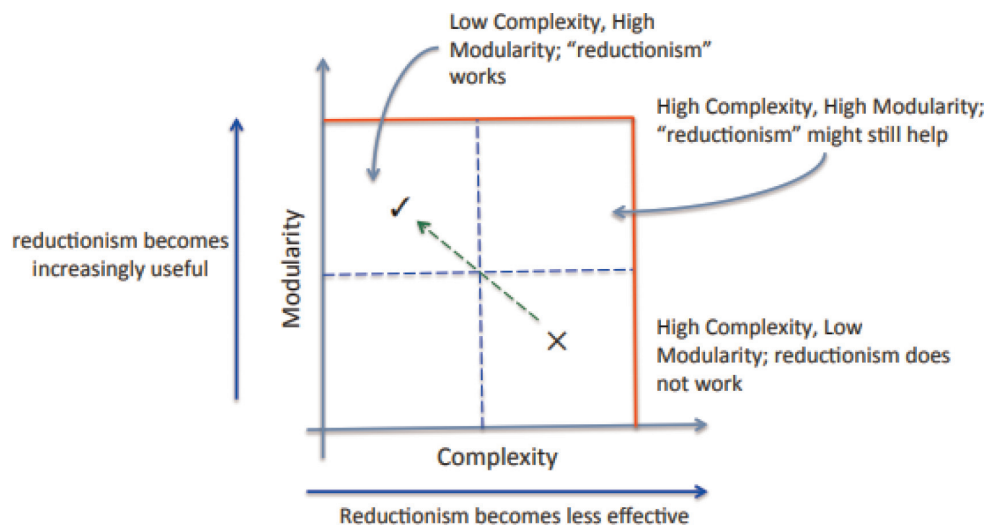 Low Complexity, High
Modularity; “reductionism”
works
High Complexity, High Modularity;
“reductionism” might still help
reductionism becomes
increasingly useful
Modularity
High Complexity, Low
Modularity; reductionism does
not work
Complexity
Reductionism becomes less effective